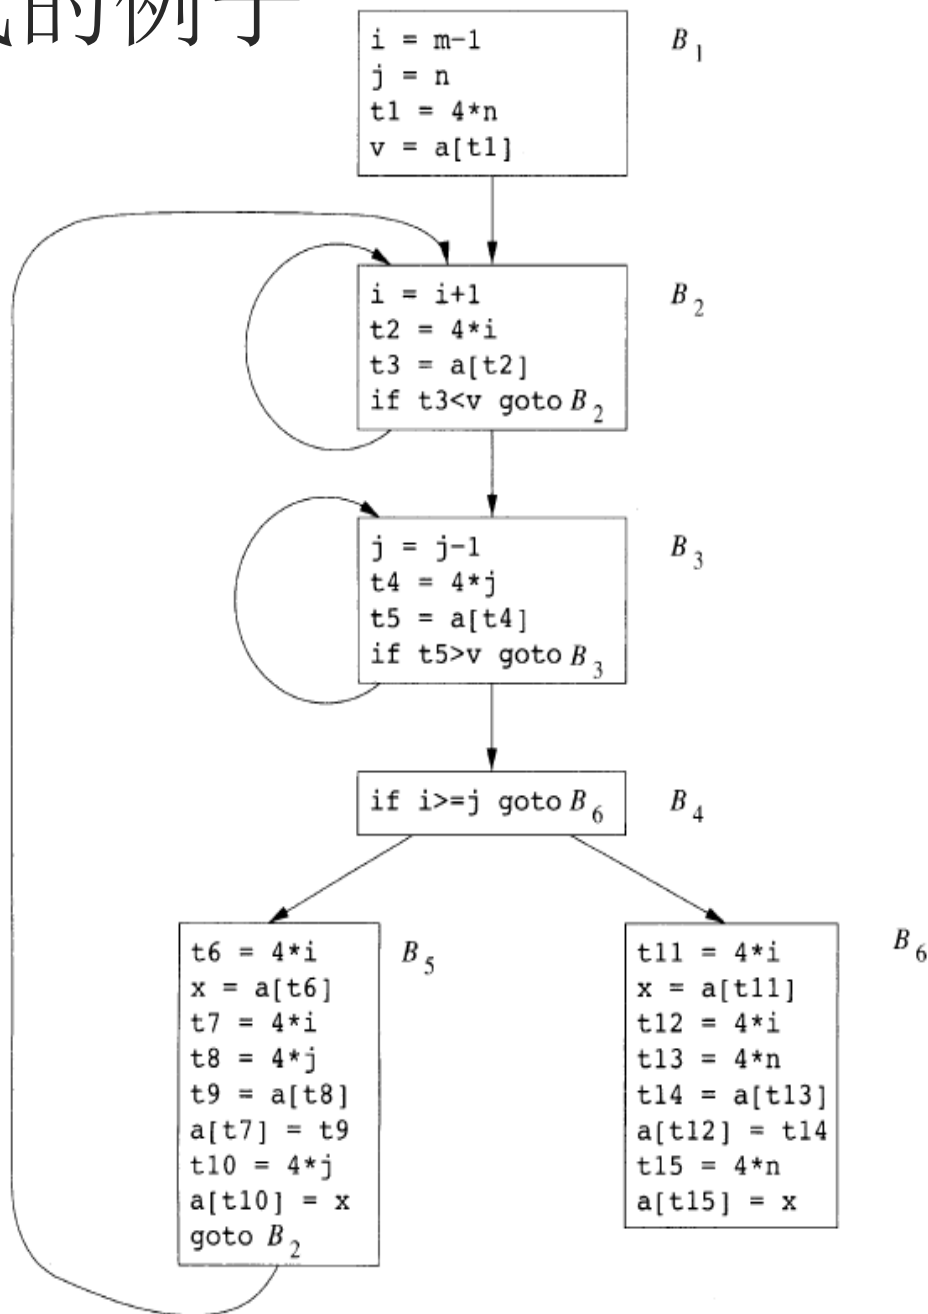 的例子
i = m-1
j = n
t1 = 4*n
v = a[t1]
B1
i = i+1
t2 = 4*i
t3 = a[t2]
if t3<v goto B2
B2
j = j-1
t4 = 4*j
t5 = a[t4]
if t5>v goto B3
B3
if i>=j goto B6
B4
t6 = 4*i
x = a[t6]
t7 = 4*i
t8 = 4*j
t9 = a[t8]
a[t7] = t9
t10 = 4*j
a[t10] = x
goto B2
B5
t11 = 4*i
x = a[t11]
t12 = 4*i
t13 = 4*n
t14 = a[t13]
a[t12] = t14
t15 = 4*n
a[t15] = x
B6